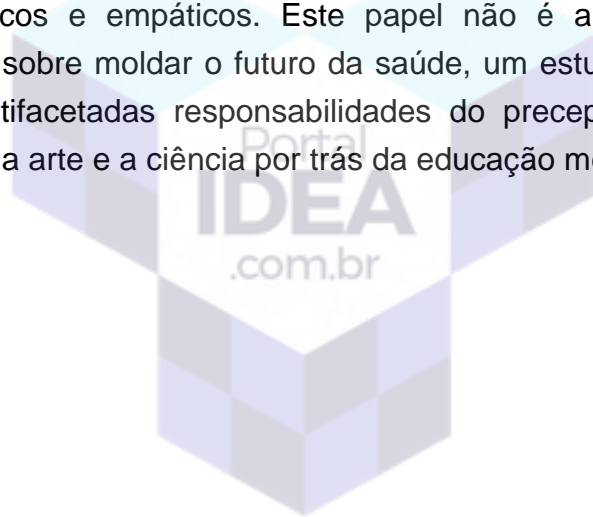 cos e empáticos. Este papel não é a
sobre moldar o futuro da saúde, um estu
tifacetadas responsabilidades do precep
a arte e a ciência por trás da educação m
Portal
IDEA
.com.br